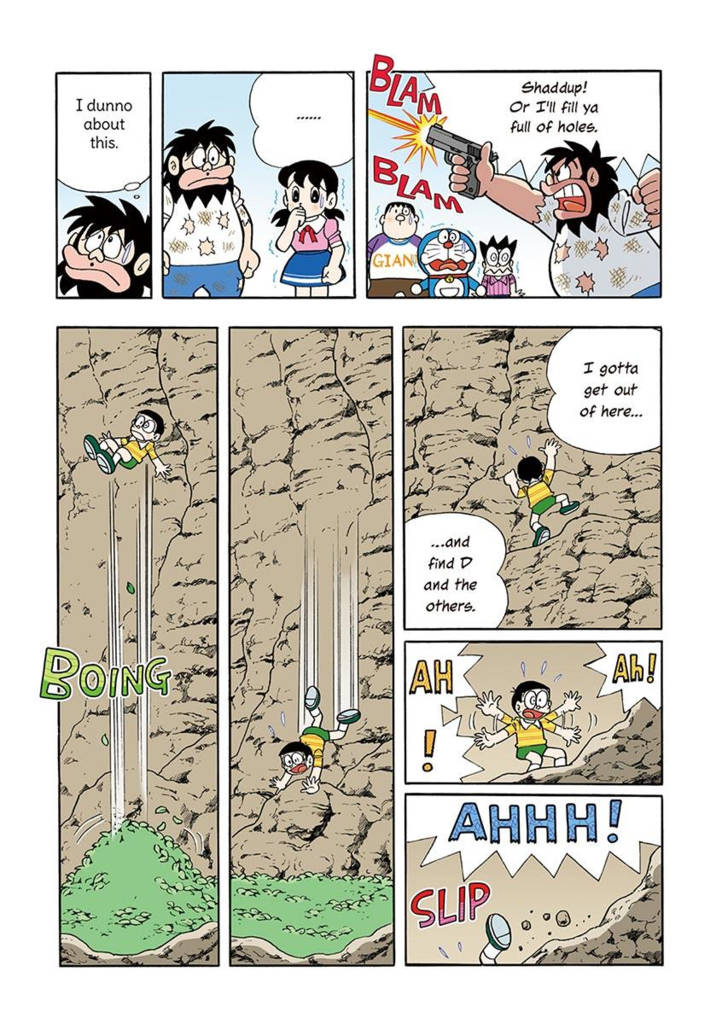 Shaddup!
Or I'll fill ya
full of holes.
BLAM
BLAM
GIAN
......
I dunno
about
this.
I gotta
get out
of here...
...and
find D
and the
others.
Ah!
AH
!
AHHH!
SLIP
BOING